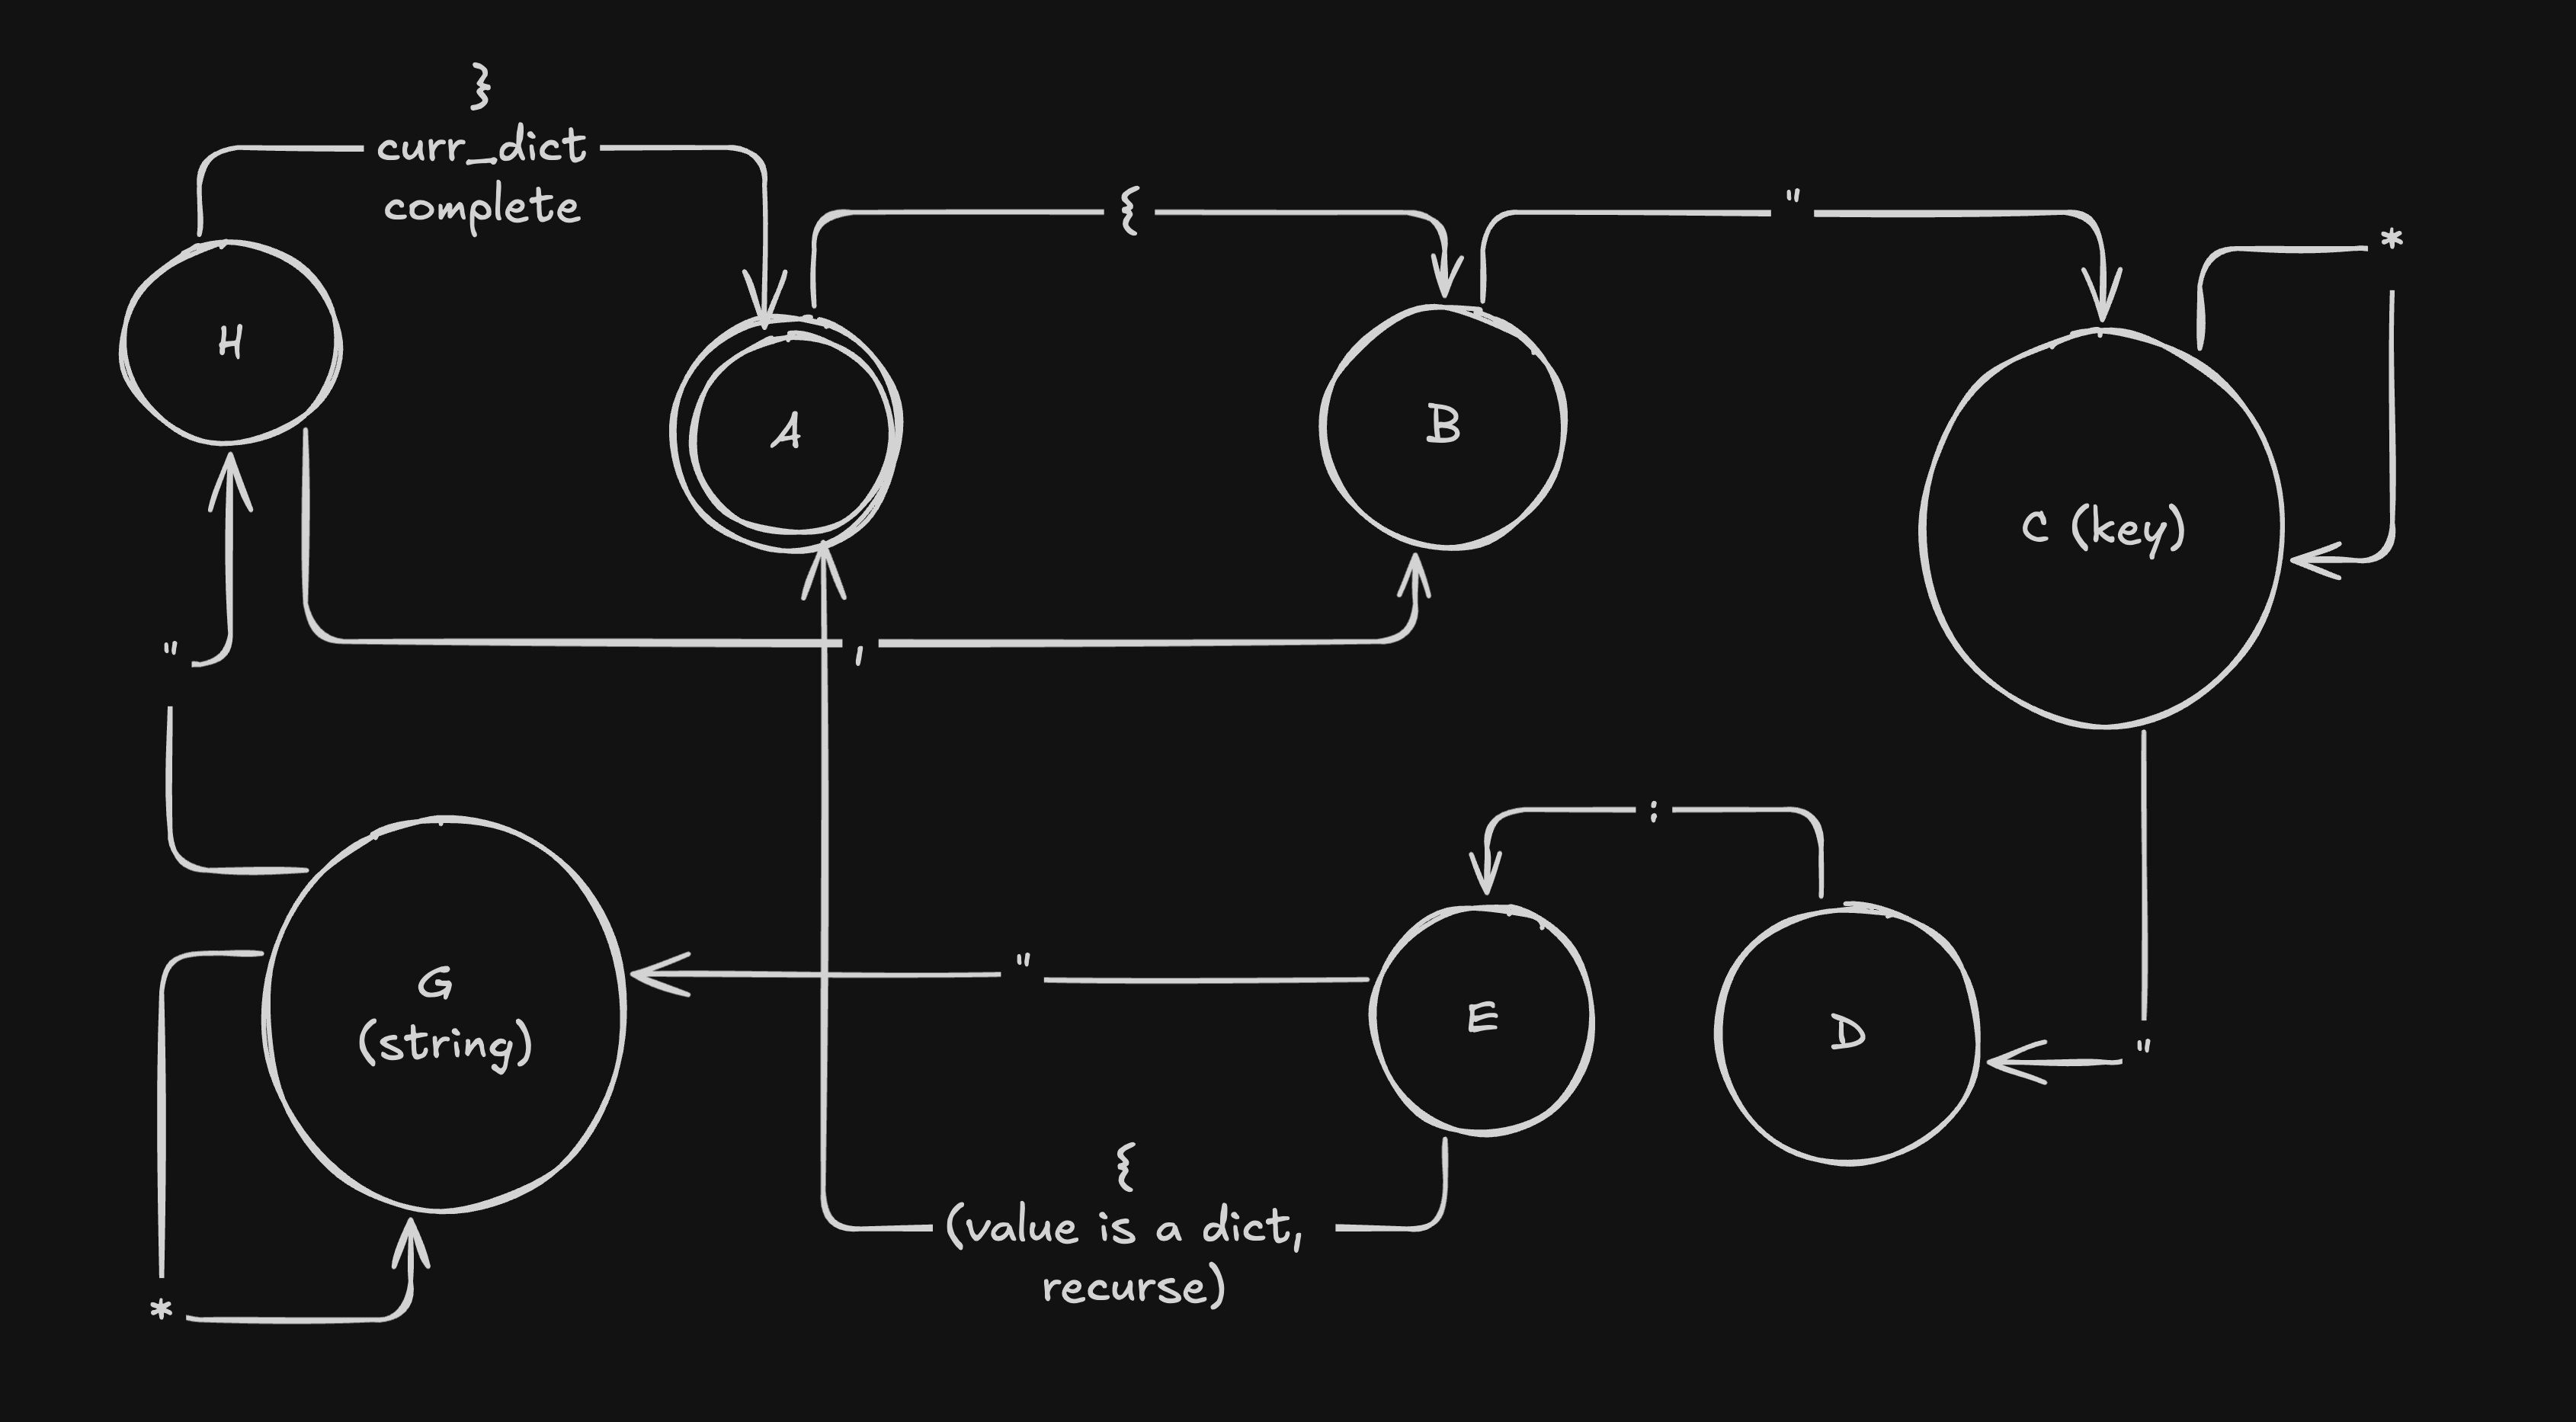 }
curr_dict
complete
{
"
*
H
A
B
C (key)
"
,
:
G
(string)
"
E
D
"
{
(value is a dict,
recurse)
*